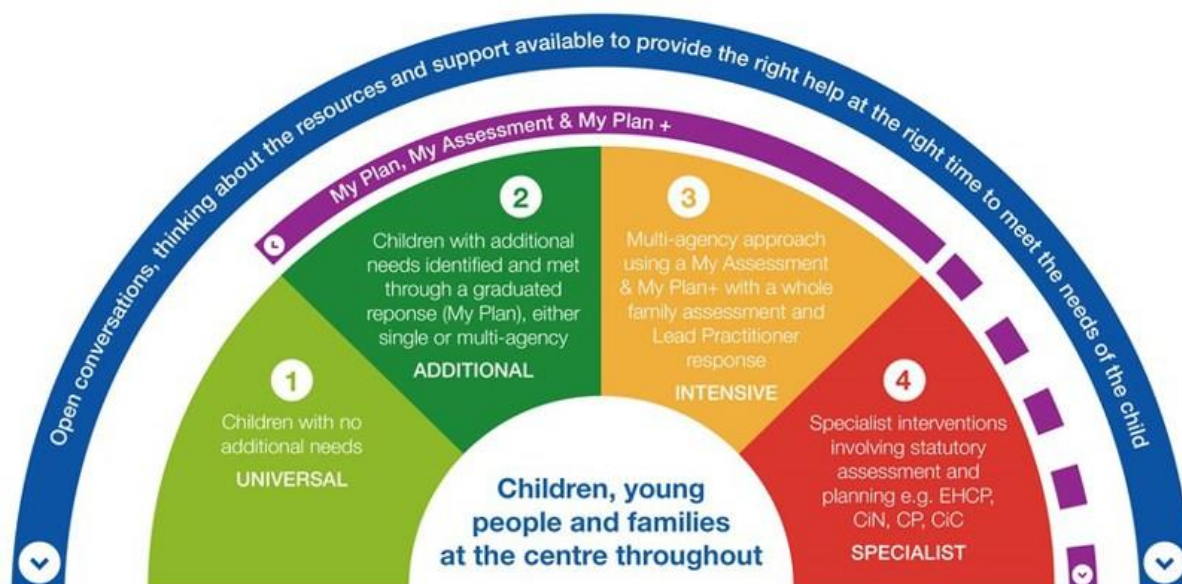 Open conversations, thinking about the resources and support available to provide the right help at the right time to meet the needs of the child
My Plan, My Assessment & My Plan +
1
Children with no
additional needs
UNIVERSAL
2
Children with additional
needs identified and met
through a graduated
reponse (My Plan), either
single or multi-agency
ADDITIONAL
3
Multi-agency approach
using a My Assessment
& My Plan+ with a whole
family assessment and
Lead Practitioner
response
INTENSIVE
4
Specialist interventions
involving statutory
assessment and
planning e.g. EHCP,
CiN, CP, CiC
SPECIALIST
Children, young
people and families
at the centre throughout